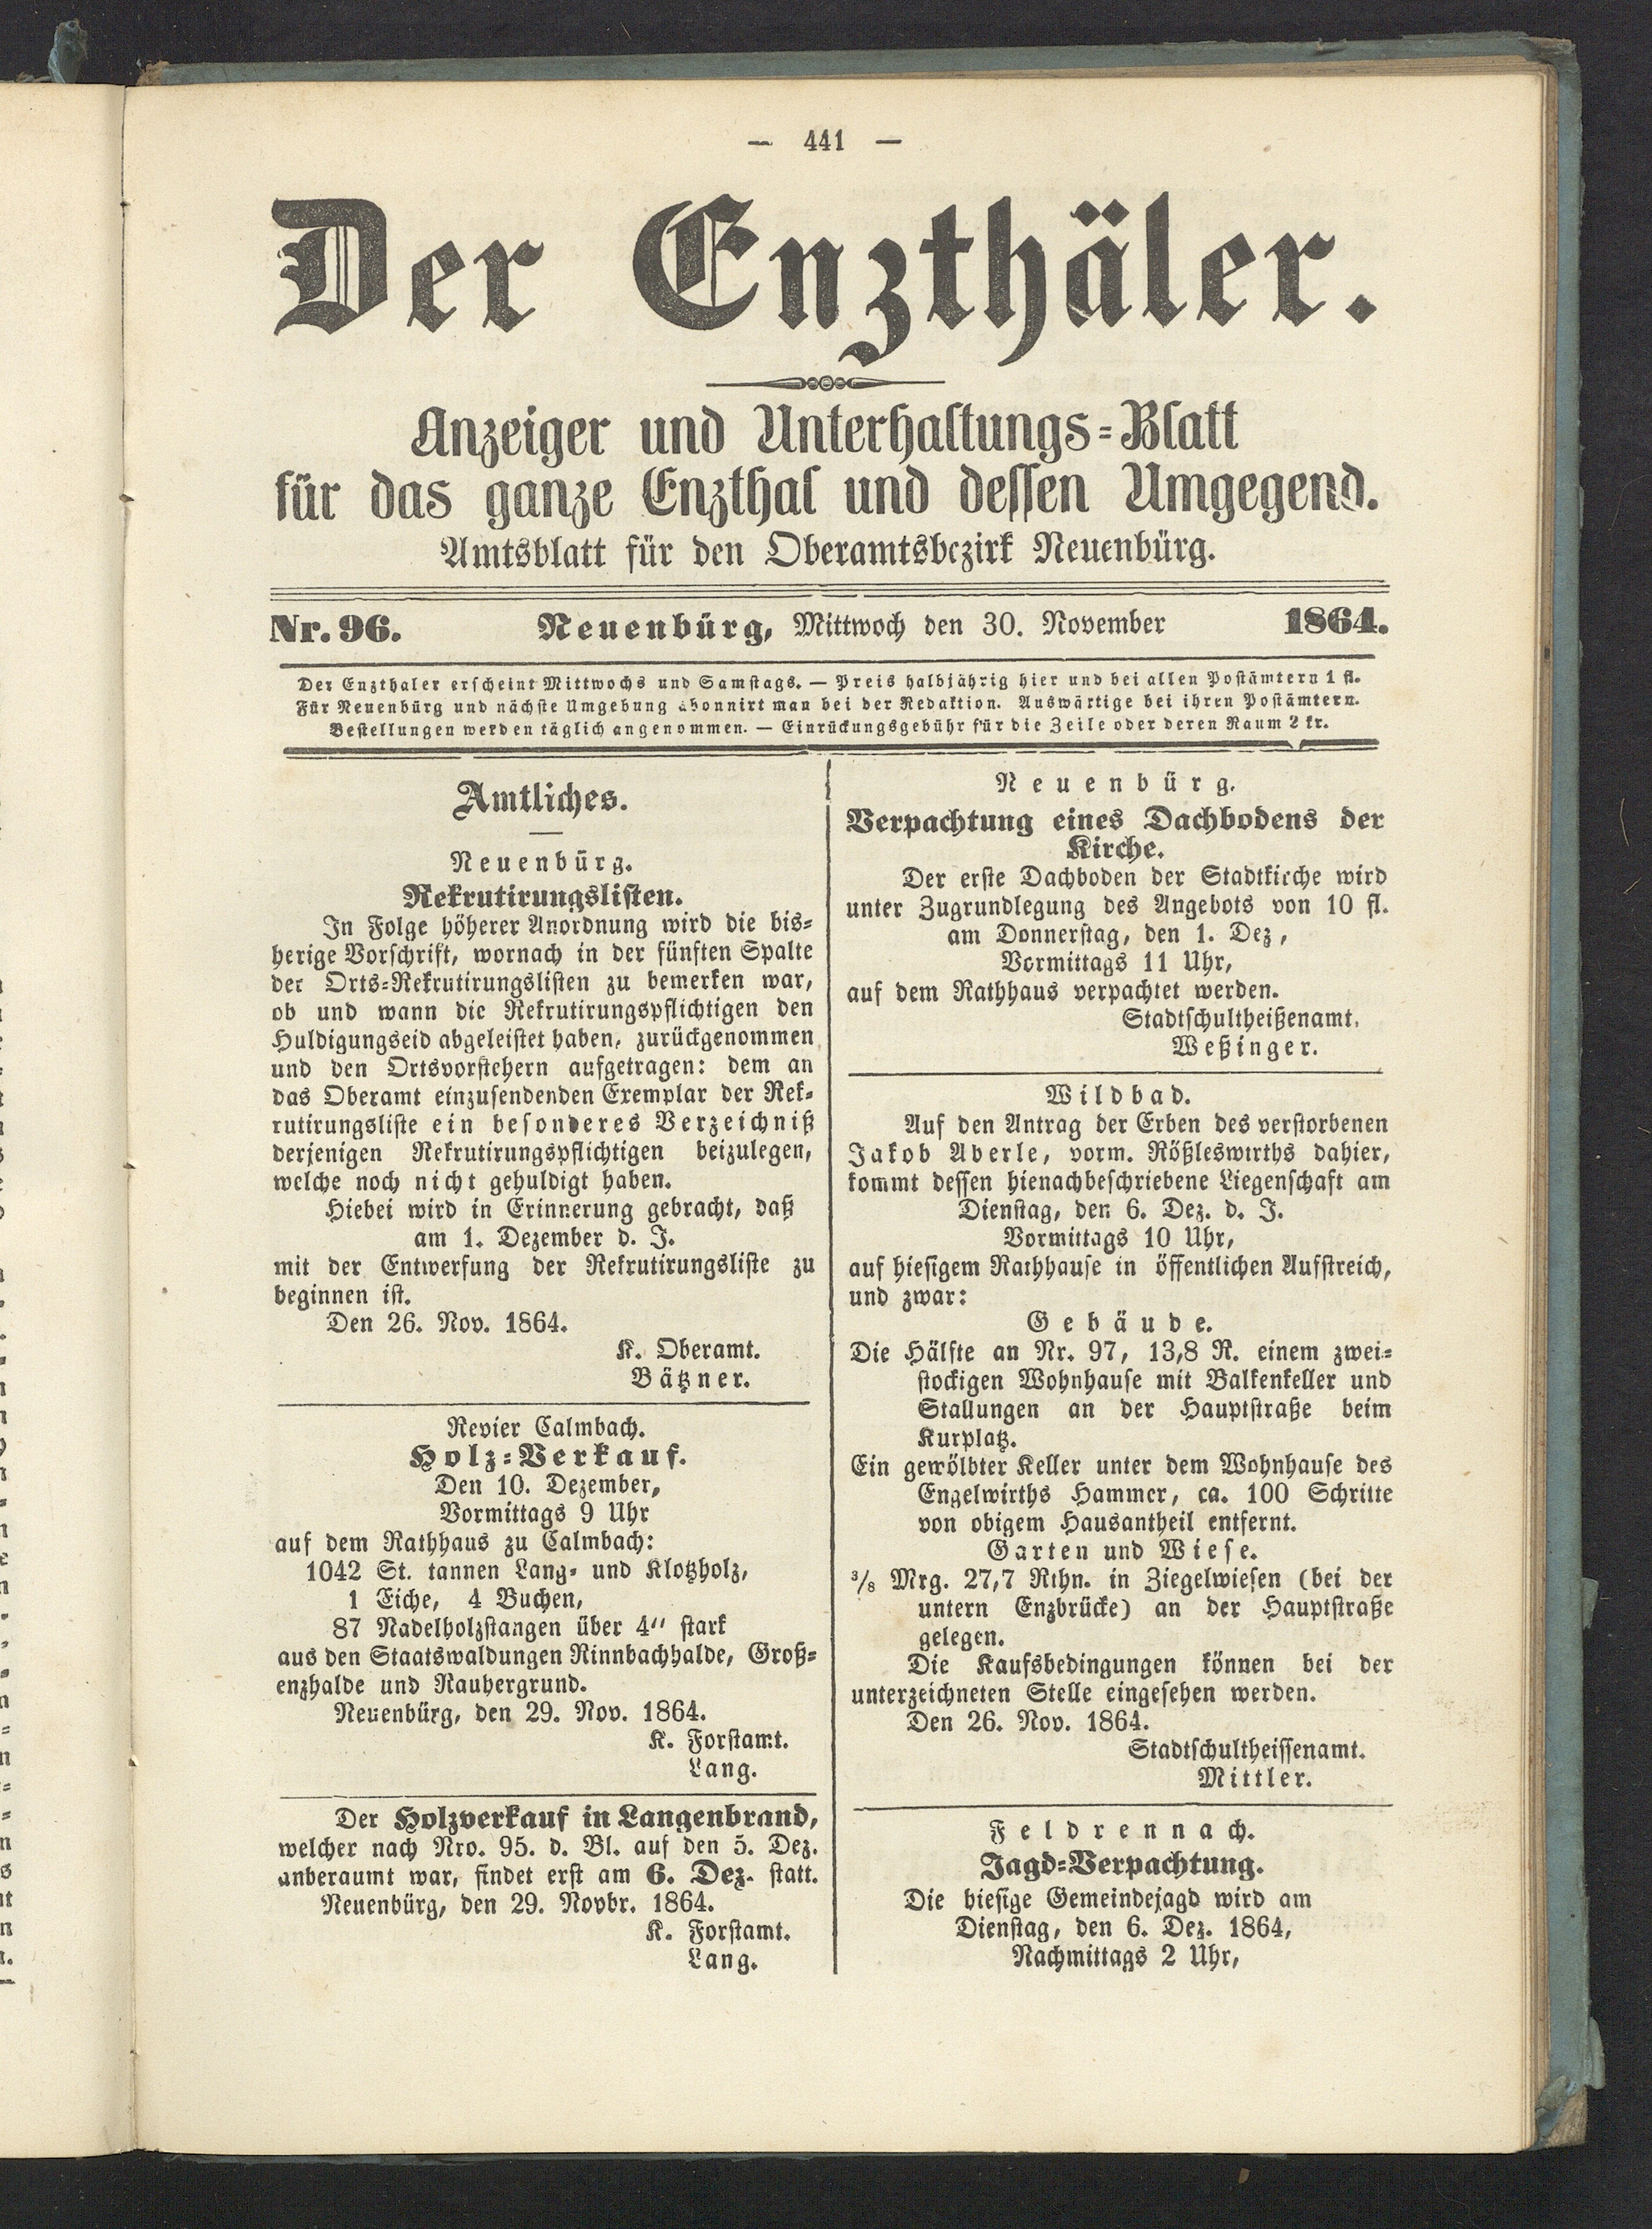 — 441 —
Der Enzthäler.
Anzeiger und Unterhaltungs-Blatt
für das ganze Enzthal und dessen Umgegend.
Amtsblatt für den Oberamtsbezirk Neuenbürg.
Nr. 96. Neuenbürg, Mittwoch den 30. November 1864.
Der Enzthaler erscheint Mittwochs und Samstags. — Preis halbjährig hier und bei allen Postämtern 1 fl.
Für Neuenbürg und nächste Umgebung abonnirt man bei der Redaktion. Auswärtige bei ihren Postämtern.
Bestellungen werden täglich angenommen. — Einrückungsgebühr für die Zeile oder deren Raum 2 kr.
Amtliches.
Neuenbürg.
Rekrutirungslisten.
In Folge höherer Anordnung wird die bis-
herige Vorschrift, wornach in der fünften Spalte
der Orts-Rekrutirungslisten zu bemerken war,
ob und wann die Rekrutirungspflichtigen den
Huldigungseid abgeleistet haben, zurückgenommen
und den Ortsvorstehern aufgetragen: dem an
das Oberamt einzusendenden Exemplar der Rek-
rutirungsliste ein besonderes Verzeichniß
derjenigen Rekrutirungspflichtigen beizulegen,
welche noch nicht gehuldigt haben.
Hiebei wird in Erinnerung gebracht, daß
am 1. Dezember d. J.
mit der Entwerfung der Rekrutirungsliste zu
beginnen ist.
Den 26. Nov. 1864.
K. Oberamt.
Bätzner.
Revier Calmbach.
Holz-Verkauf.
Den 10. Dezember,
Vormittags 9 Uhr
auf dem Rathhaus zu Calmbach:
1042 St. tannen Lang- und Klotzholz,
1 Eiche, 4 Buchen,
87 Nadelholzstangen über 4" stark
aus den Staatswaldungen Rinnbachhalde, Groß-
enzhalde und Rauhergrund.
Neuenbürg, den 29. Nov. 1864.
K. Forstamt.
Lang.
Der Holzverkauf in Langenbrand,
welcher nach Nro. 95. d. Bl. auf den 5. Dez.
anberaumt war, findet erst am 6. Dez. statt.
Neuenbürg, den 29. Novbr. 1864.
K. Forstamt.
Lang.
Neuenbürg.
Verpachtung eines Dachbodens der
Kirche.
Der erste Dachboden der Stadtkirche wird
unter Zugrundlegung des Angebots von 10 fl.
am Donnerstag, den 1. Dez,
Vormittags 11 Uhr,
auf dem Rathhaus verpachtet werden.
Stadtschultheißenamt.
Weßinger.
Wildbad.
Auf den Antrag der Erben des verstorbenen
Jakob Aberle, vorm. Rößleswirths dahier,
kommt dessen hienachbeschriebene Liegenschaft am
Dienstag, den 6. Dez. d. J.
Vormittags 10 Uhr,
auf hiesigem Rathhause in öffentlichen Aufstreich,
und zwar:
Gebäude.
Die Hälfte an Nr. 97, 13,8 R. einem zwei-
stockigen Wohnhause mit Balkenkeller und
Stallungen an der Hauptstraße beim
Kurplatz.
Ein gewölbter Keller unter dem Wohnhause des
Engelwirths Hammer, ca. 100 Schritte
von obigem Hausantheil entfernt.
Garten und Wiese.
3/8 Mrg. 27,7 Rthn. in Ziegelwiesen (bei der
untern Enzbrücke) an der Hauptstraße
gelegen.
Die Kaufsbedingungen können bei der
unterzeichneten Stelle eingesehen werden.
Den 26. Nov. 1864.
Stadtschultheissenamt.
Mittler.
Feldrennach.
Jagd-Verpachtung.
Die hiesige Gemeindejagd wird am
Dienstag, den 6. Dez. 1864,
Nachmittags 2 Uhr,